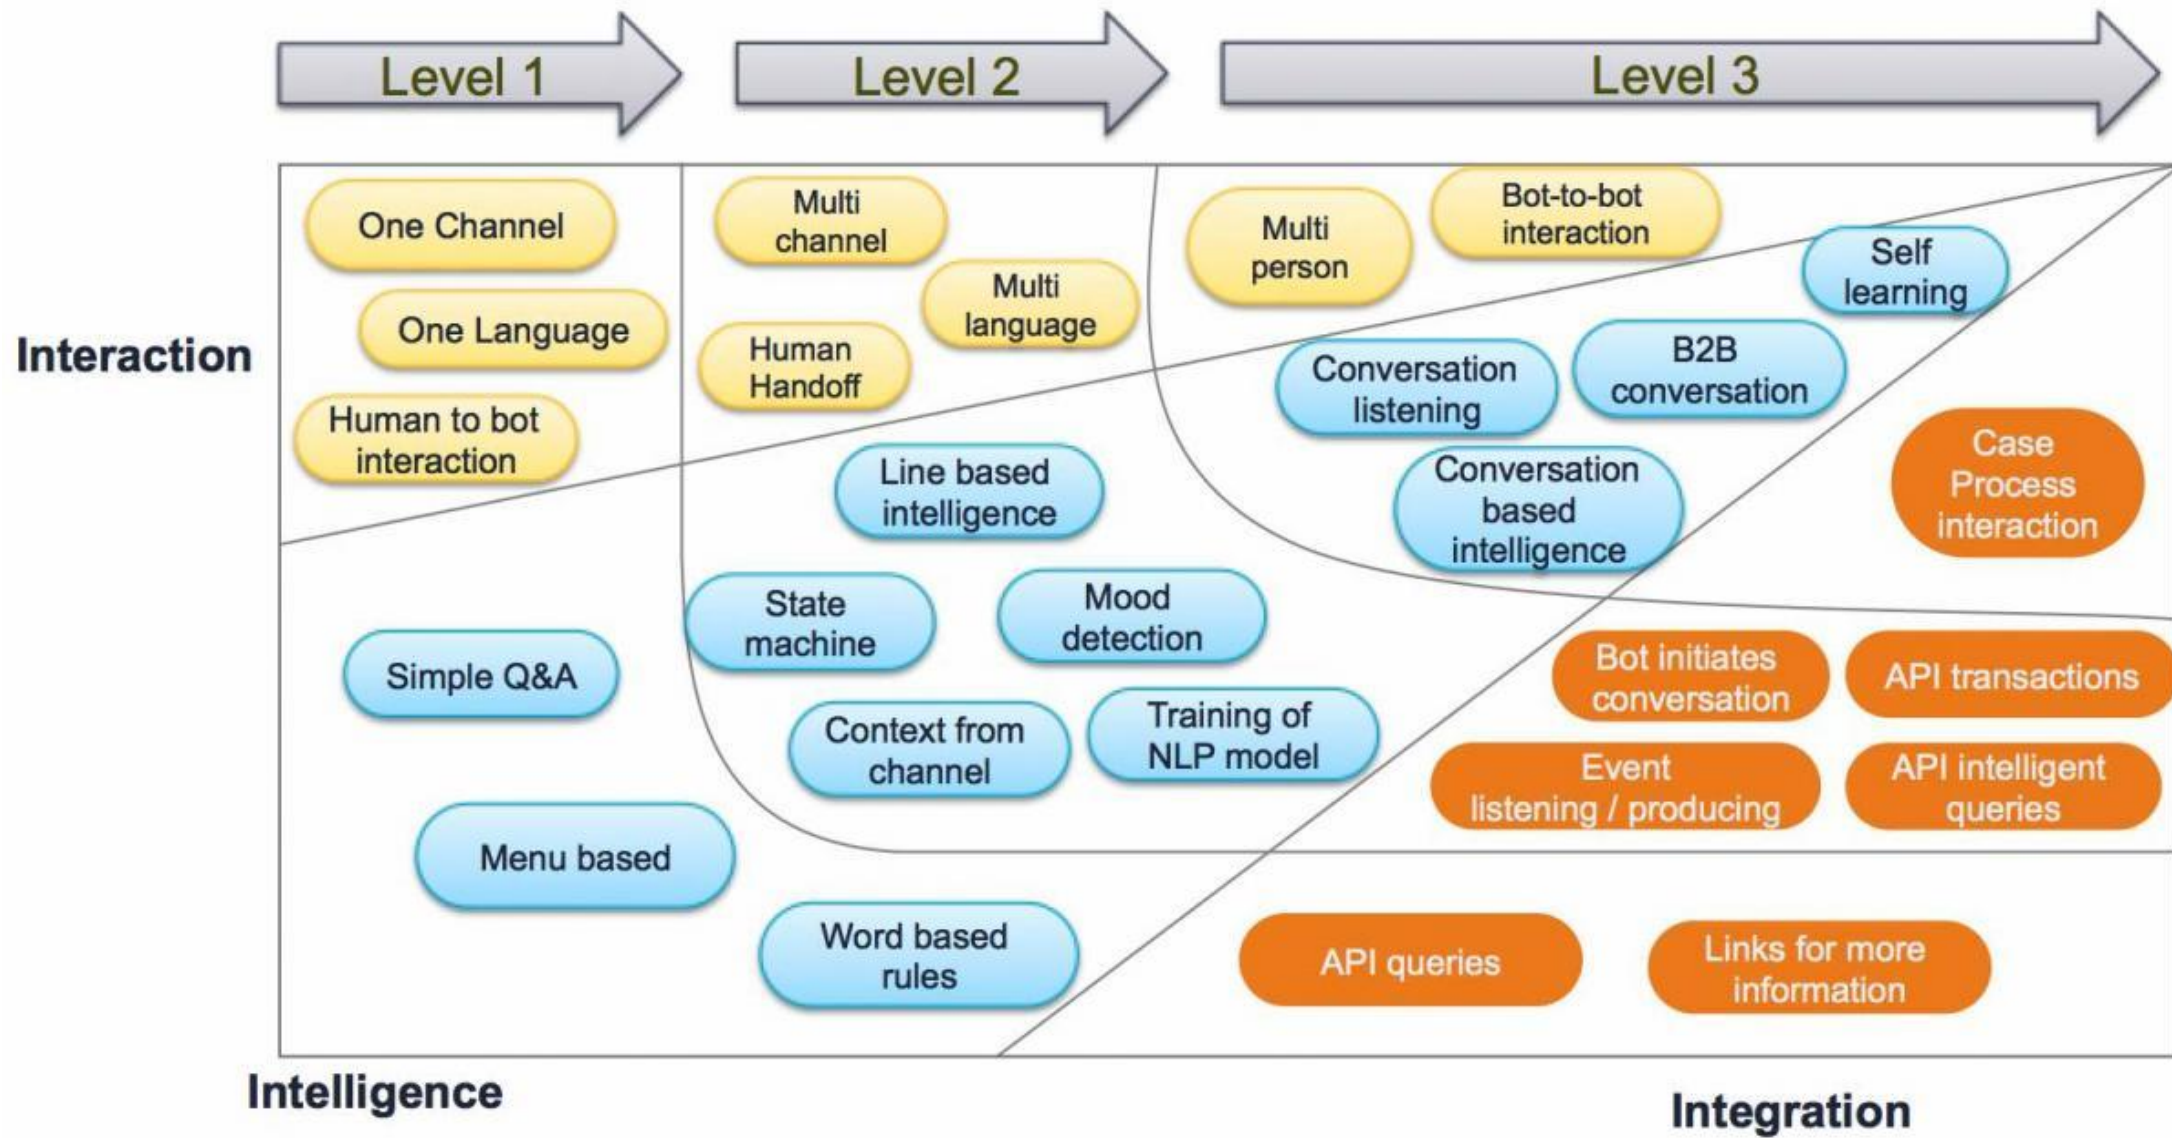 Level 1
Level 2
Level 3
One Channel
One Language
Human to bot
interaction
Multi
channel
Multi
language
Human
Handoff
Multi
person
Bot-to-bot
interaction
Self
learning
Interaction
Conversation
listening
B2B
conversation
Conversation
based
intelligence
Case
Process
interaction
Line based
intelligence
State
machine
Mood
detection
Context from
channel
Training of
NLP model
Simple Q&A
Menu based
Word based
rules
Bot initiates
conversation
API transactions
Event
listening / producing
API intelligent
queries
API queries
Links for more
information
Intelligence
Integration